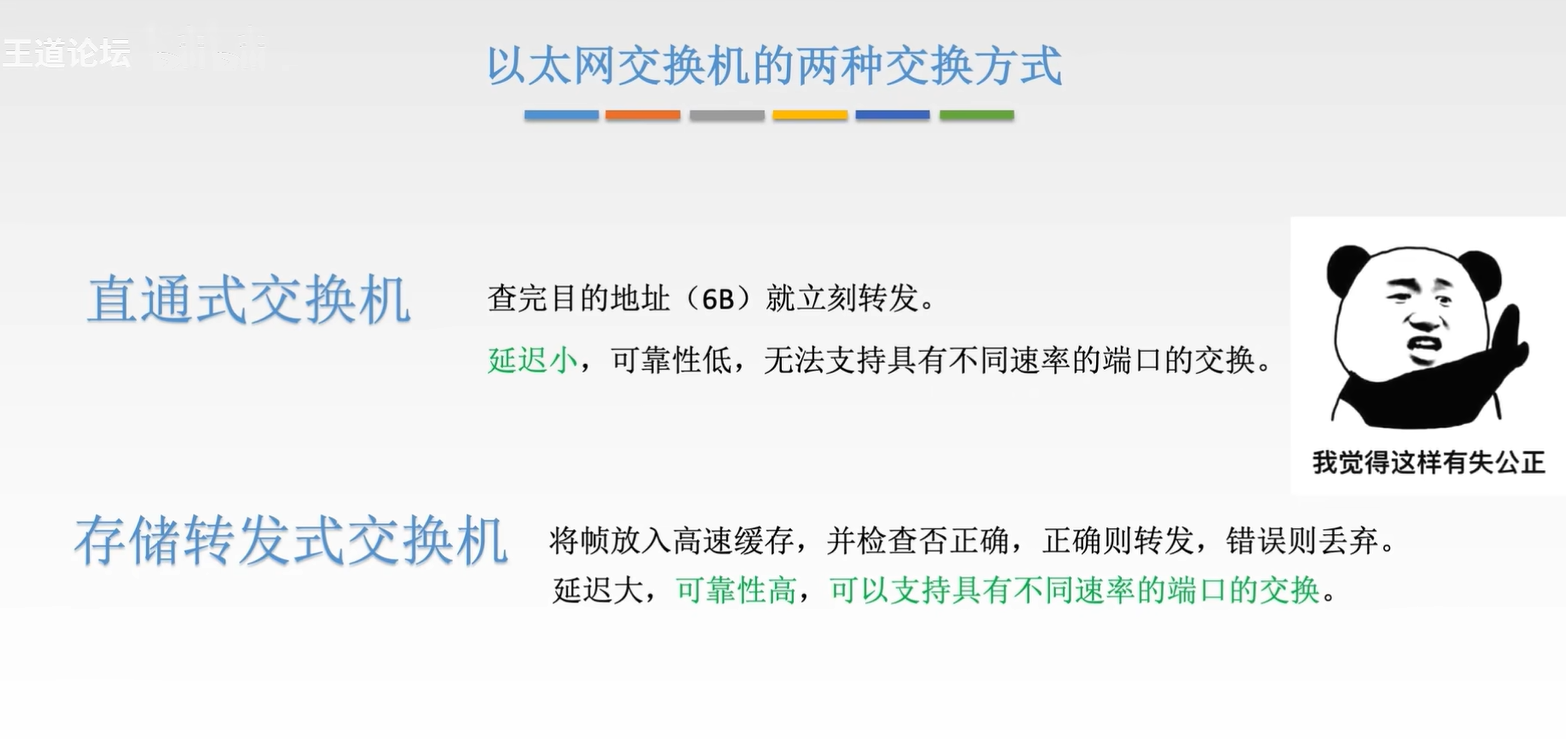 王道论坛
以太网交换机的两种交换方式
直通式交换机
查完目的地址（6B）就立刻转发。
延迟小，可靠性低，无法支持具有不同速率的端口的交换。
我觉得这样有失公正
存储转发式交换机
将帧放入高速缓存，并检查否正确，正确则转发，错误则丢弃。
延迟大，可靠性高，可以支持具有不同速率的端口的交换。